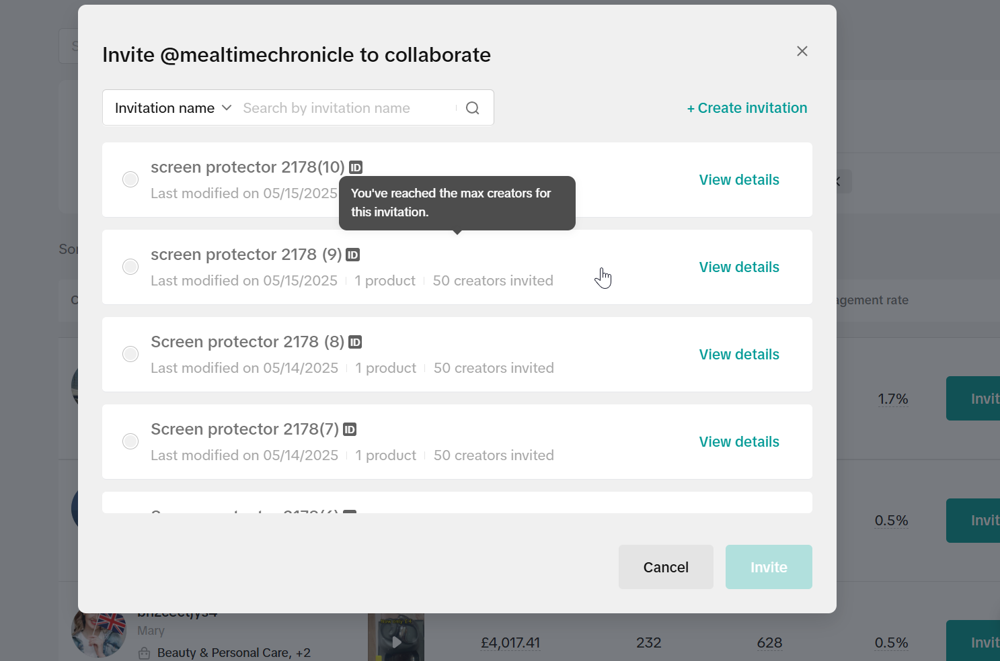 Invite @mealtimechronicle to collaborate
Invitation name Search by invitation name
+ Create invitation
screen protector 2178(10) ID
View details
Last modified on 05/15/2025
You've reached the max creators for
this invitation.
screen protector 2178 (9) ID
View details
Last modified on 05/15/2025 1 product 50 creators invited
Screen protector 2178 (8) ID
View details
Last modified on 05/14/2025 1 product 50 creators invited
Screen protector 2178(7) ID
View details
Last modified on 05/14/2025 1 product 50 creators invited
agement rate
1.7% Invit
0.5% Invit
Cancel Invite
Mary
Beauty & Personal Care, +2
£4,017.41 232 628 0.5% Invit